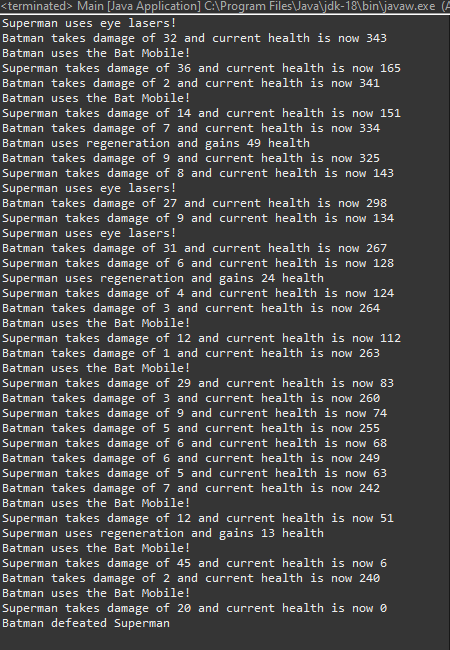 <terminated> Main [Java Application] C:\Program Files\Java\jdk-18\bin\javaw.exe (A
Superman uses eye lasers!
Batman takes damage of 32 and current health is now 343
Batman uses the Bat Mobile!
Superman takes damage of 36 and current health is now 165
Batman takes damage of 2 and current health is now 341
Batman uses the Bat Mobile!
Superman takes damage of 14 and current health is now 151
Batman takes damage of 7 and current health is now 334
Batman uses regeneration and gains 49 health
Batman takes damage of 9 and current health is now 325
Superman takes damage of 8 and current health is now 143
Superman uses eye lasers!
Batman takes damage of 27 and current health is now 298
Superman takes damage of 9 and current health is now 134
Superman uses eye lasers!
Batman takes damage of 31 and current health is now 267
Superman takes damage of 6 and current health is now 128
Superman uses regeneration and gains 24 health
Superman takes damage of 4 and current health is now 124
Batman takes damage of 3 and current health is now 264
Batman uses the Bat Mobile!
Superman takes damage of 12 and current health is now 112
Batman takes damage of 1 and current health is now 263
Batman uses the Bat Mobile!
Superman takes damage of 29 and current health is now 83
Batman takes damage of 3 and current health is now 260
Superman takes damage of 9 and current health is now 74
Batman takes damage of 5 and current health is now 255
Superman takes damage of 6 and current health is now 68
Batman takes damage of 6 and current health is now 249
Superman takes damage of 5 and current health is now 63
Batman takes damage of 7 and current health is now 242
Batman uses the Bat Mobile!
Superman takes damage of 12 and current health is now 51
Superman uses regeneration and gains 13 health
Batman uses the Bat Mobile!
Superman takes damage of 45 and current health is now 6
Batman takes damage of 2 and current health is now 240
Batman uses the Bat Mobile!
Superman takes damage of 20 and current health is now 0
Batman defeated Superman